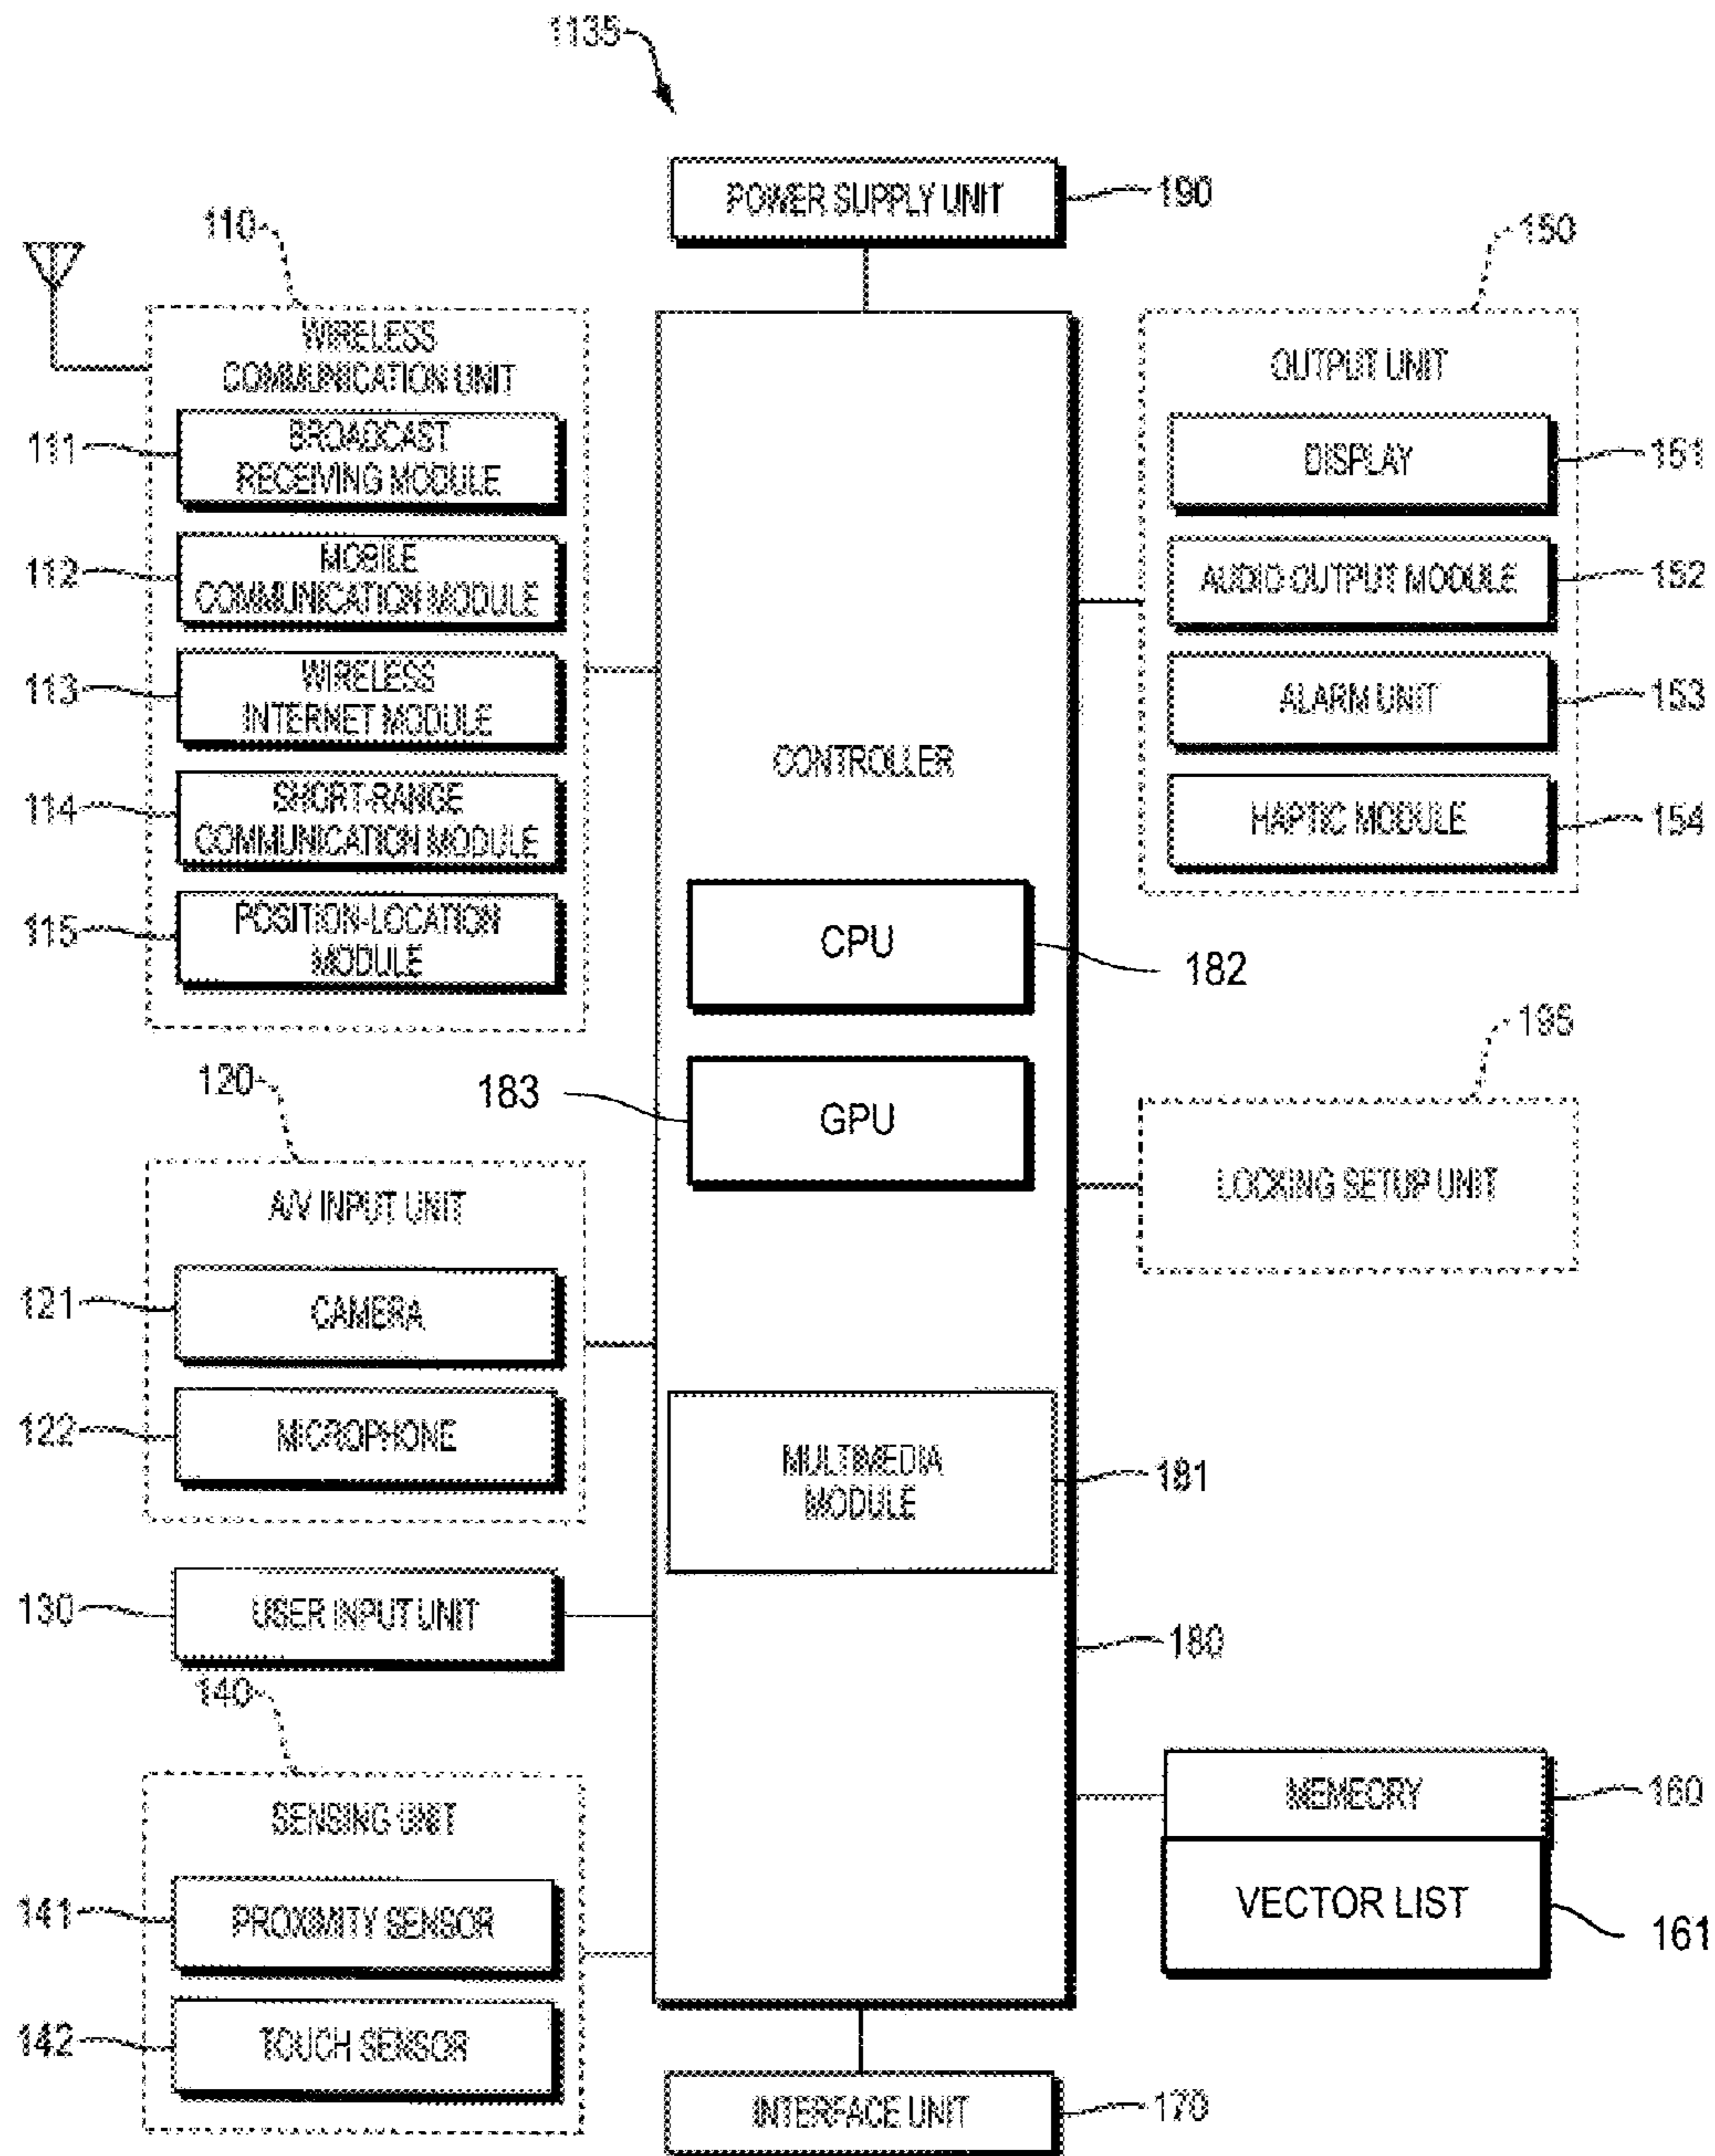 1135
POWER SUPPLY UNIT
190
110
WIRELESS
COMMUNICATION UNIT
111
BROADCAST
RECEIVING MODULE
112
MOBILE
COMMUNICATION MODULE
113
WIRELESS
INTERNET MODULE
114
SHORT-RANGE
COMMUNICATION MODULE
115
POSITION-LOCATION
MODULE
120
A/V INPUT UNIT
121
CAMERA
122
MICROPHONE
130
USER INPUT UNIT
140
SENSING UNIT
141
PROXIMITY SENSOR
142
TOUCH SENSOR
CONTROLLER
CPU
182
183
GPU
MULTIMEDIA
MODULE
181
180
INTERFACE UNIT
170
150
OUTPUT UNIT
DISPLAY
151
AUDIO OUTPUT MODULE
152
ALARM UNIT
153
HAPTIC MODULE
154
195
LOCKING SETUP UNIT
MEMECRY
160
VECTOR LIST
161